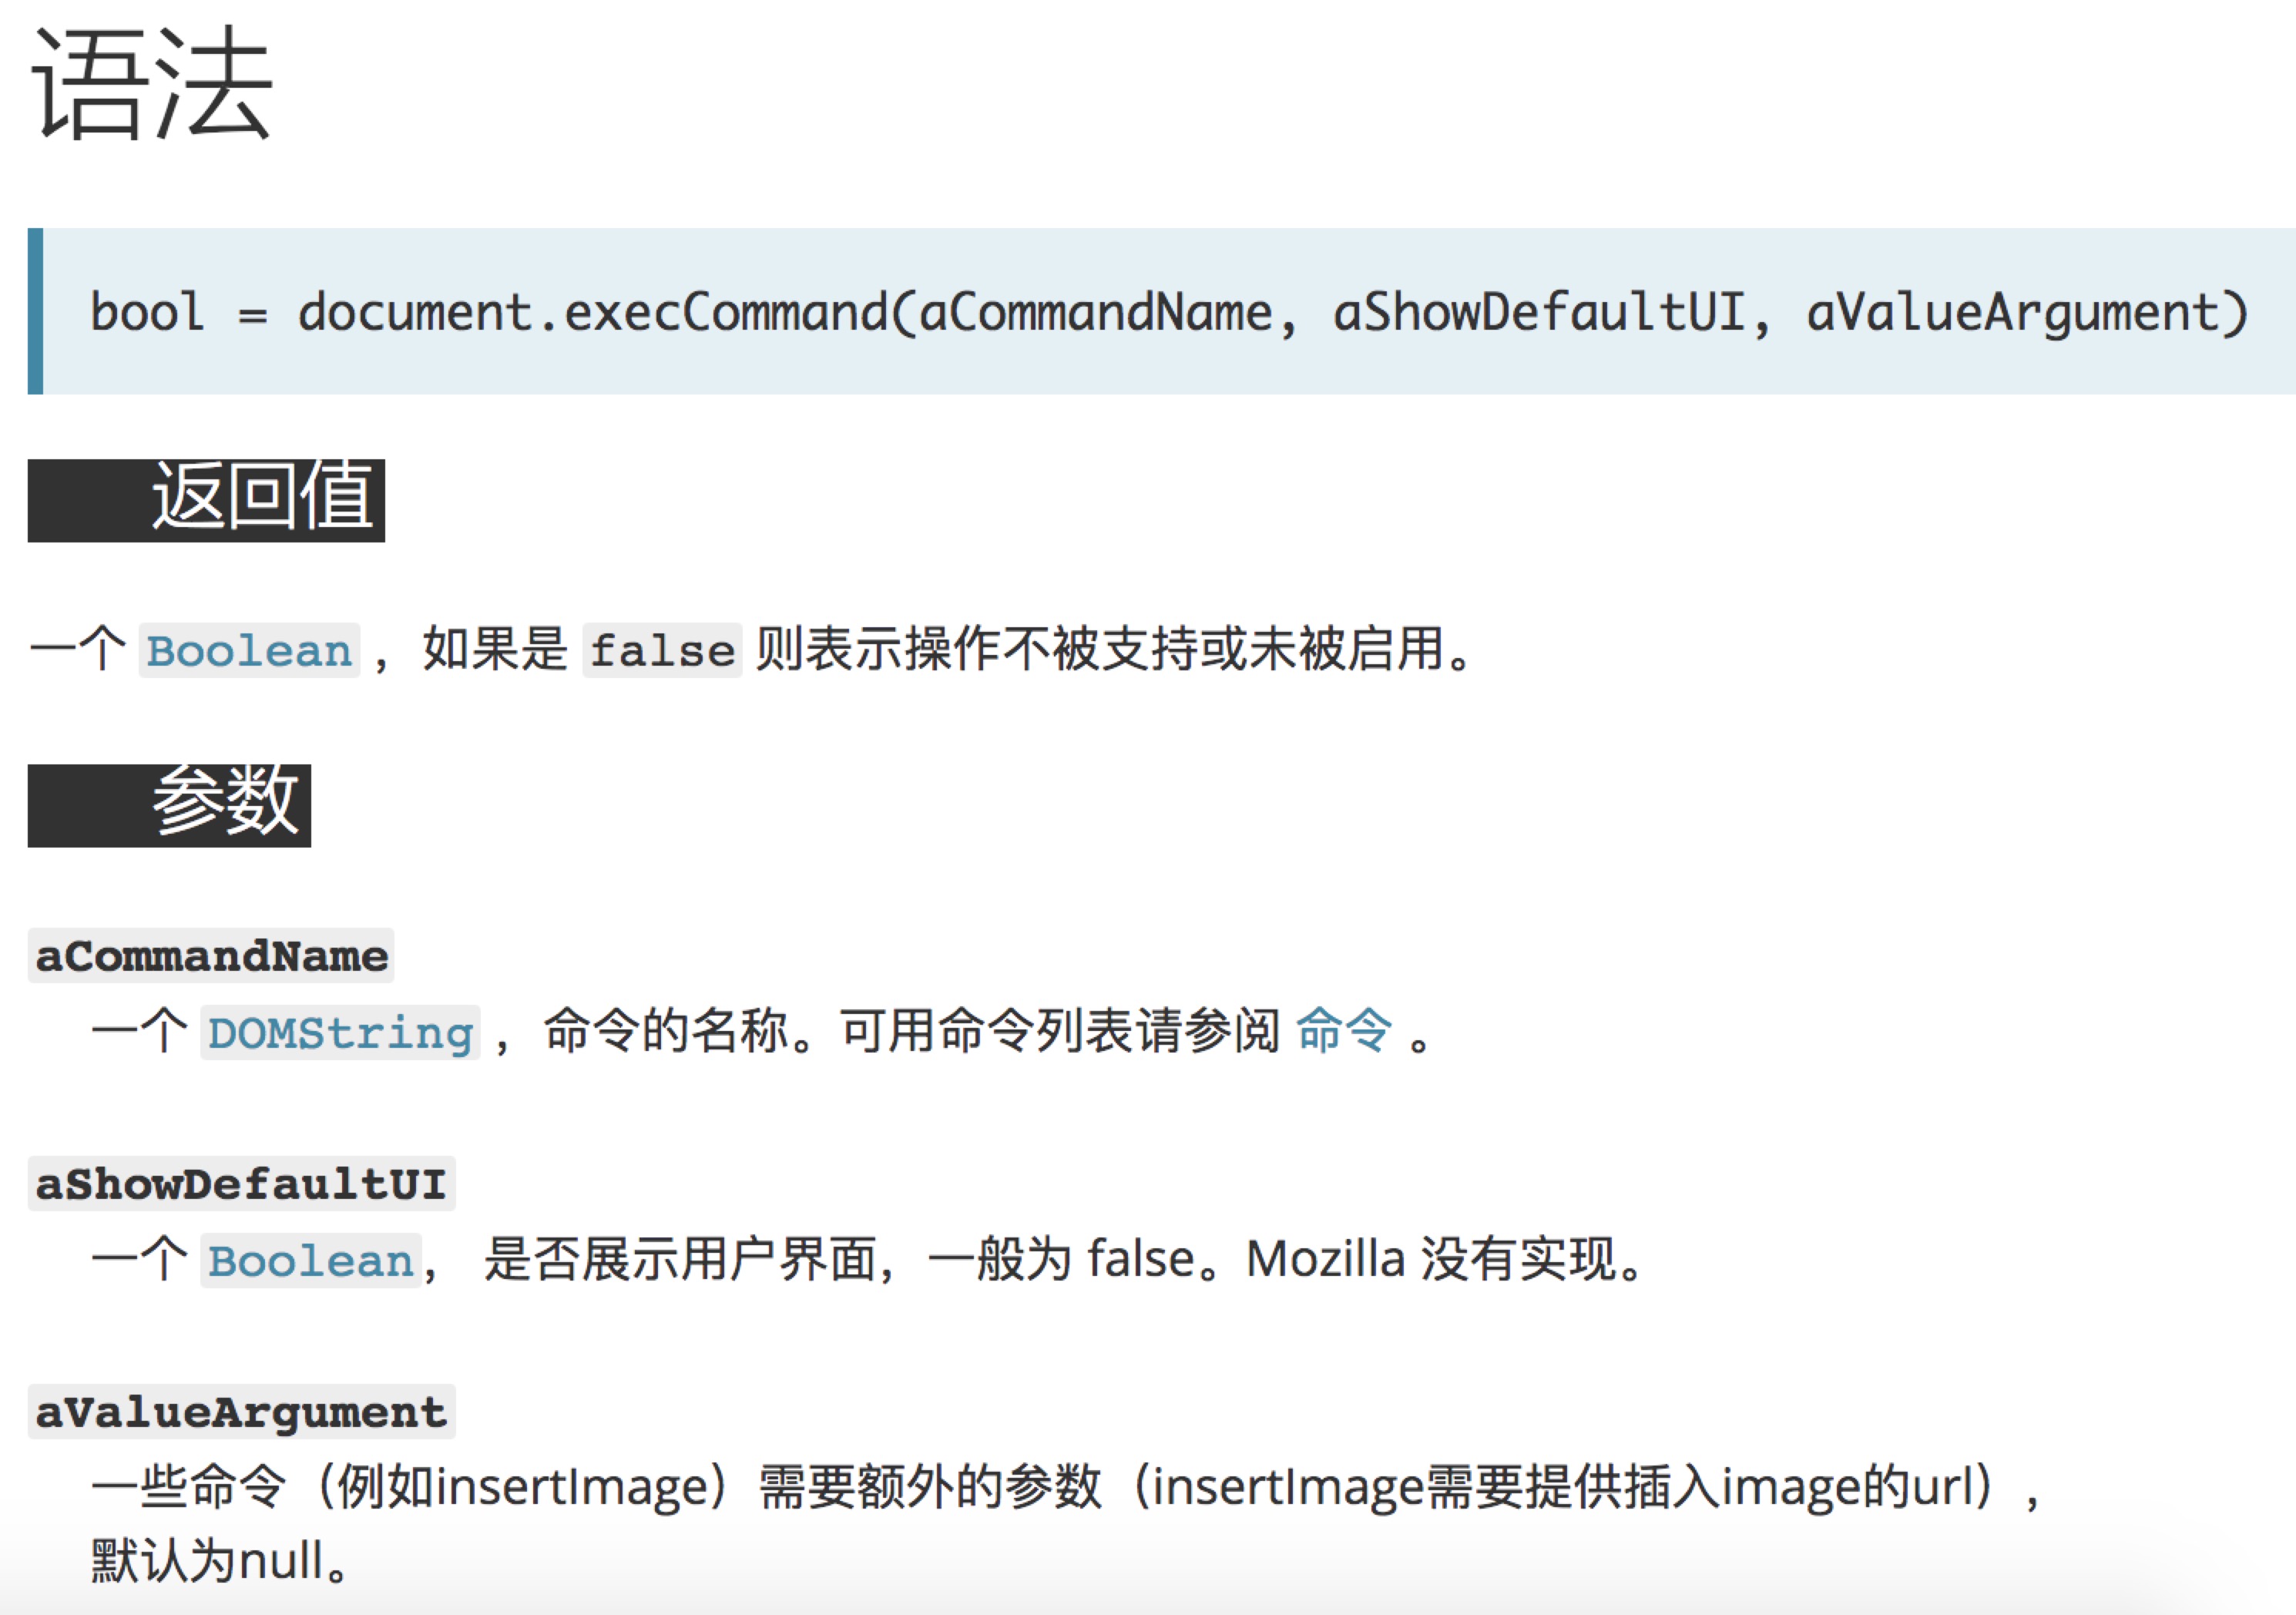 语法
bool = document.execCommand(aCommandName, aShowDefaultUI, aValueArgument)
返回值
一个 Boolean ，如果是 false 则表示操作不被支持或未被启用。
参数
aCommandName
一个 DOMString ，命令的名称。可用命令列表请参阅 命令 。
aShowDefaultUI
一个 Boolean， 是否展示用户界面，一般为 false。Mozilla 没有实现。
aValueArgument
一些命令（例如insertImage）需要额外的参数（insertImage需要提供插入image的url），
默认为null。